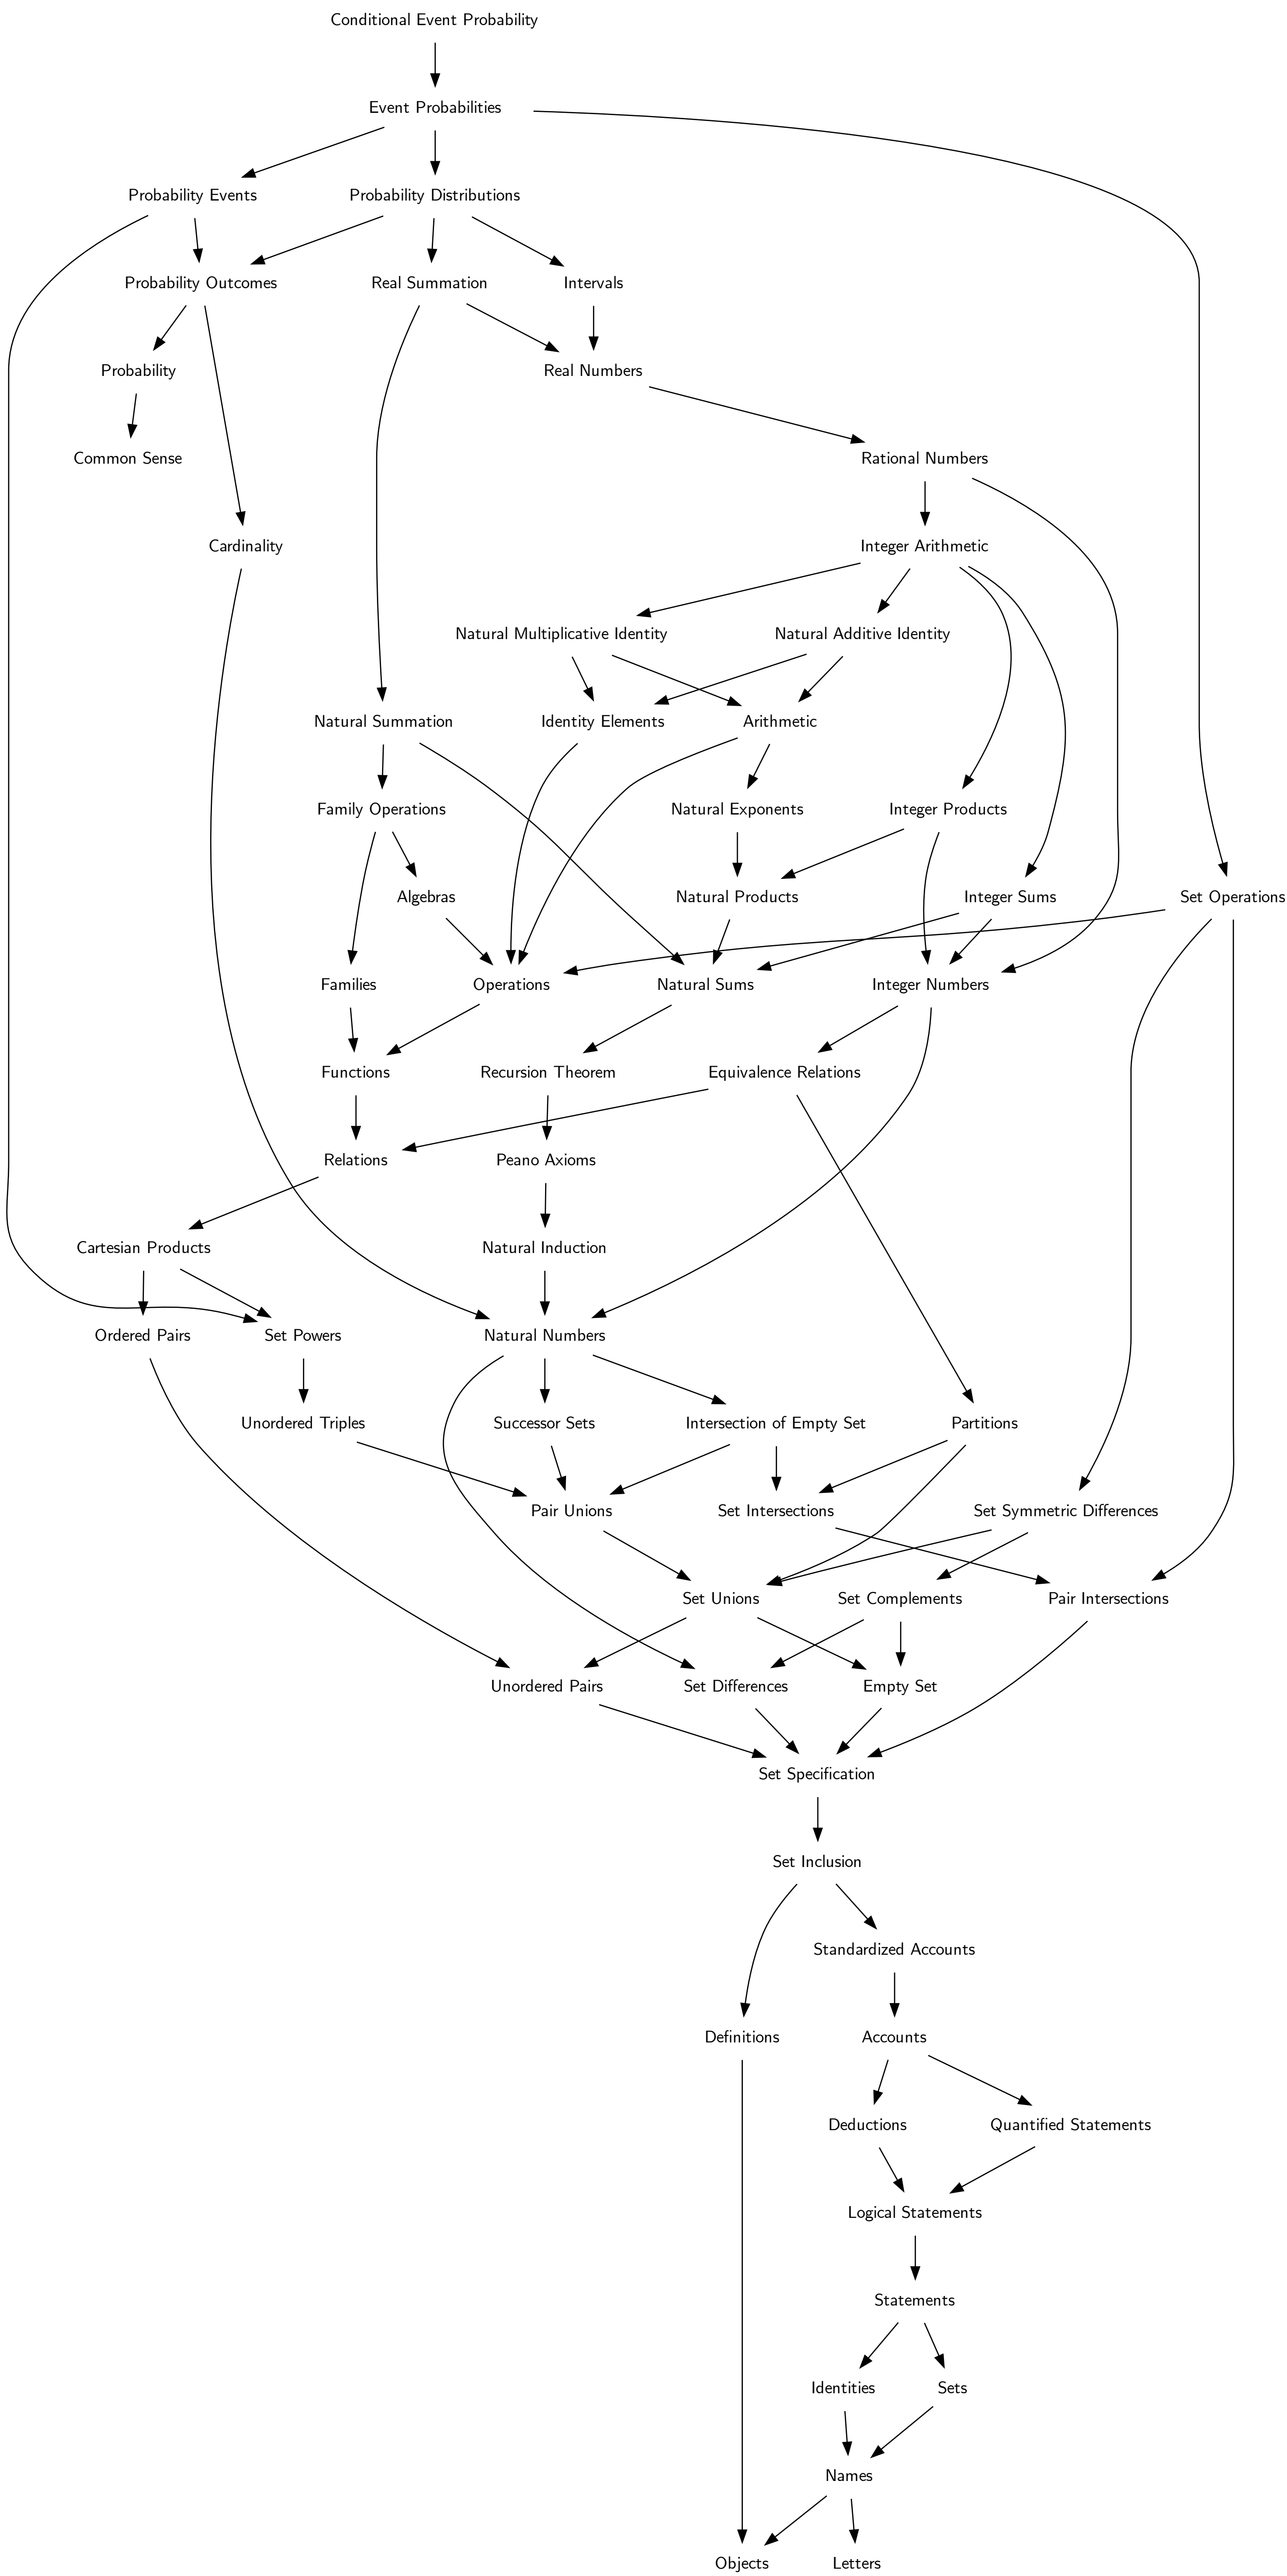 Conditional Event Probability
Event Probabilities
Probability Events
Probability Distributions
Probability Outcomes
Real Summation
Intervals
Probability
Real Numbers
Common Sense
Rational Numbers
Cardinality
Integer Arithmetic
Natural Multiplicative Identity
Natural Additive Identity
Natural Summation
Identity Elements
Arithmetic
Family Operations
Natural Exponents
Integer Products
Algebras
Natural Products
Integer Sums
Set Operations
Families
Operations
Natural Sums
Integer Numbers
Functions
Recursion Theorem
Equivalence Relations
Relations
Peano Axioms
Cartesian Products
Natural Induction
Ordered Pairs
Set Powers
Natural Numbers
Unordered Triples
Successor Sets
Intersection of Empty Set
Partitions
Pair Unions
Set Intersections
Set Symmetric Differences
Set Unions
Set Complements
Pair Intersections
Unordered Pairs
Set Differences
Empty Set
Set Specification
Set Inclusion
Standardized Accounts
Definitions
Accounts
Deductions
Quantified Statements
Logical Statements
Statements
Identities
Sets
Names
Objects
Letters